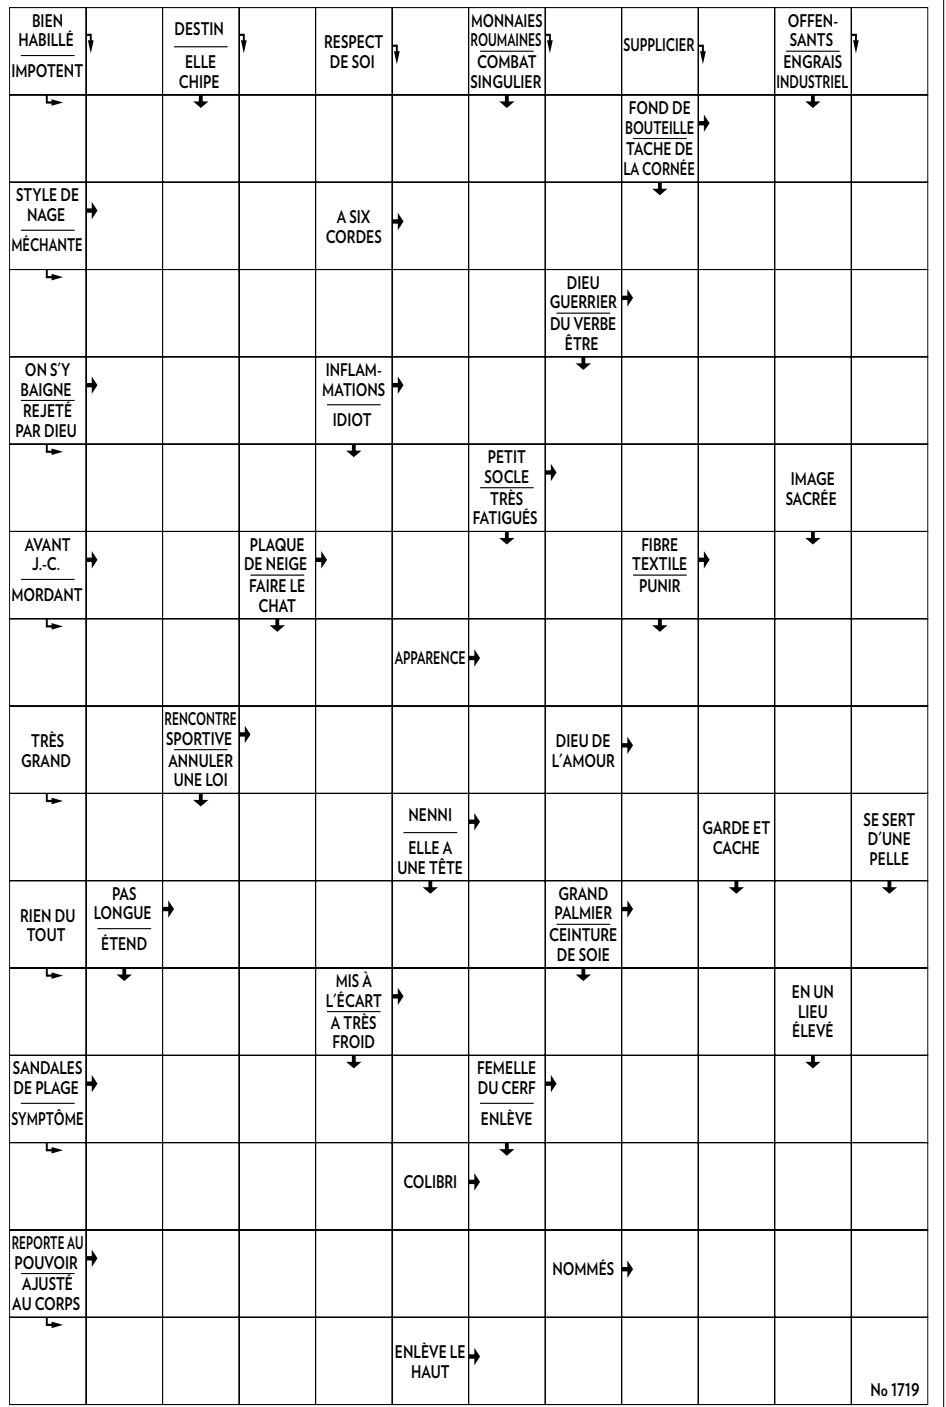 BIEN
HABILLÉ
IMPOTENT
DESTIN
ELLE
CHIPE
RESPECT
DE SOI
MONNAIES
ROUMAINES
COMBAT
SINGULIER
SUPPLICIER
OFFEN-
SANTS
ENGRAIS
INDUSTRIEL
FOND DE
BOUTEILLE
TACHE DE
LA CORNÉE
STYLE DE
NAGE
MÉCHANTE
A SIX
CORDES
DIEU
GUERRIER
DU VERBE
ÊTRE
ON S'Y
BAIGNE
REJETÉ
PAR DIEU
INFLAM-
MATIONS
IDIOT
PETIT
SOCLE
TRÈS
FATIGUÉS
IMAGE
SACRÉE
AVANT
J.-C.
MORDANT
PLAQUE
DE NEIGE
FAIRE LE
CHAT
FIBRE
TEXTILE
PUNIR
APPARENCE
TRÈS
GRAND
RENCONTRE
SPORTIVE
ANNULER
UNE LOI
DIEU DE
L'AMOUR
NENNI
ELLE A
UNE TÊTE
GARDE ET
CACHE
SE SERT
D'UNE
PELLE
RIEN DU
TOUT
PAS
LONGUE
ÉTEND
GRAND
PALMIER
CEINTURE
DE SOIE
MIS À
L'ÉCART
A TRÈS
FROID
EN UN
LIEU
ÉLEVÉ
SANDALES
DE PLAGE
SYMPTÔME
FEMELLE
DU CERF
ENLÈVE
COLIBRI
REPORTE AU
POUVOIR
AJUSTÉ
AU CORPS
NOMMÉS
ENLÈVE LE
HAUT
No 1719